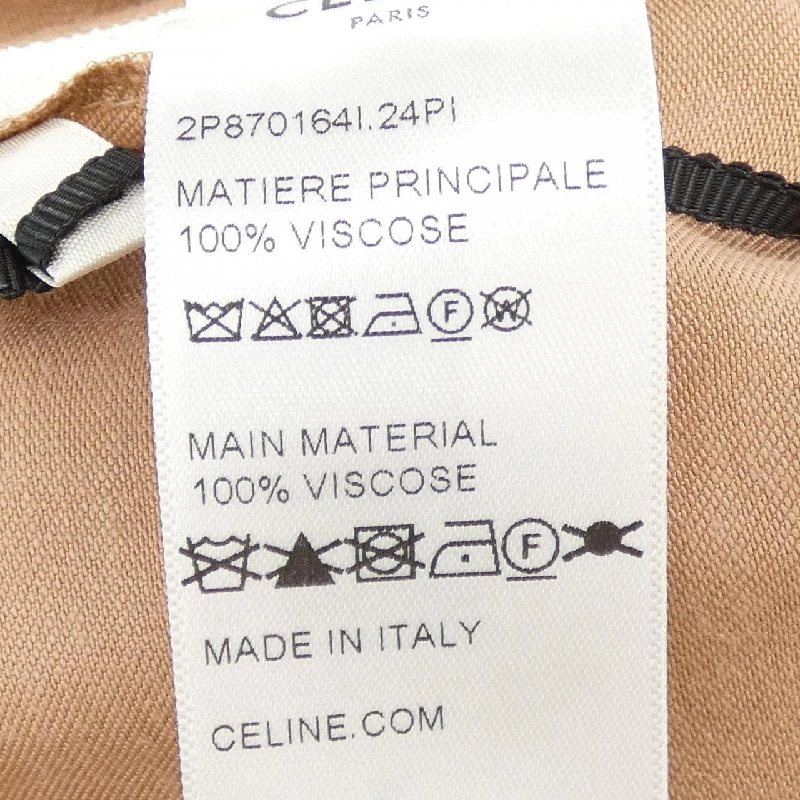 PARIS
2P870164I.24PI
MATIERE PRINCIPALE
100% VISCOSE
F W
MAIN MATERIAL
100% VISCOSE
F
MADE IN ITALY
CELINE.COM